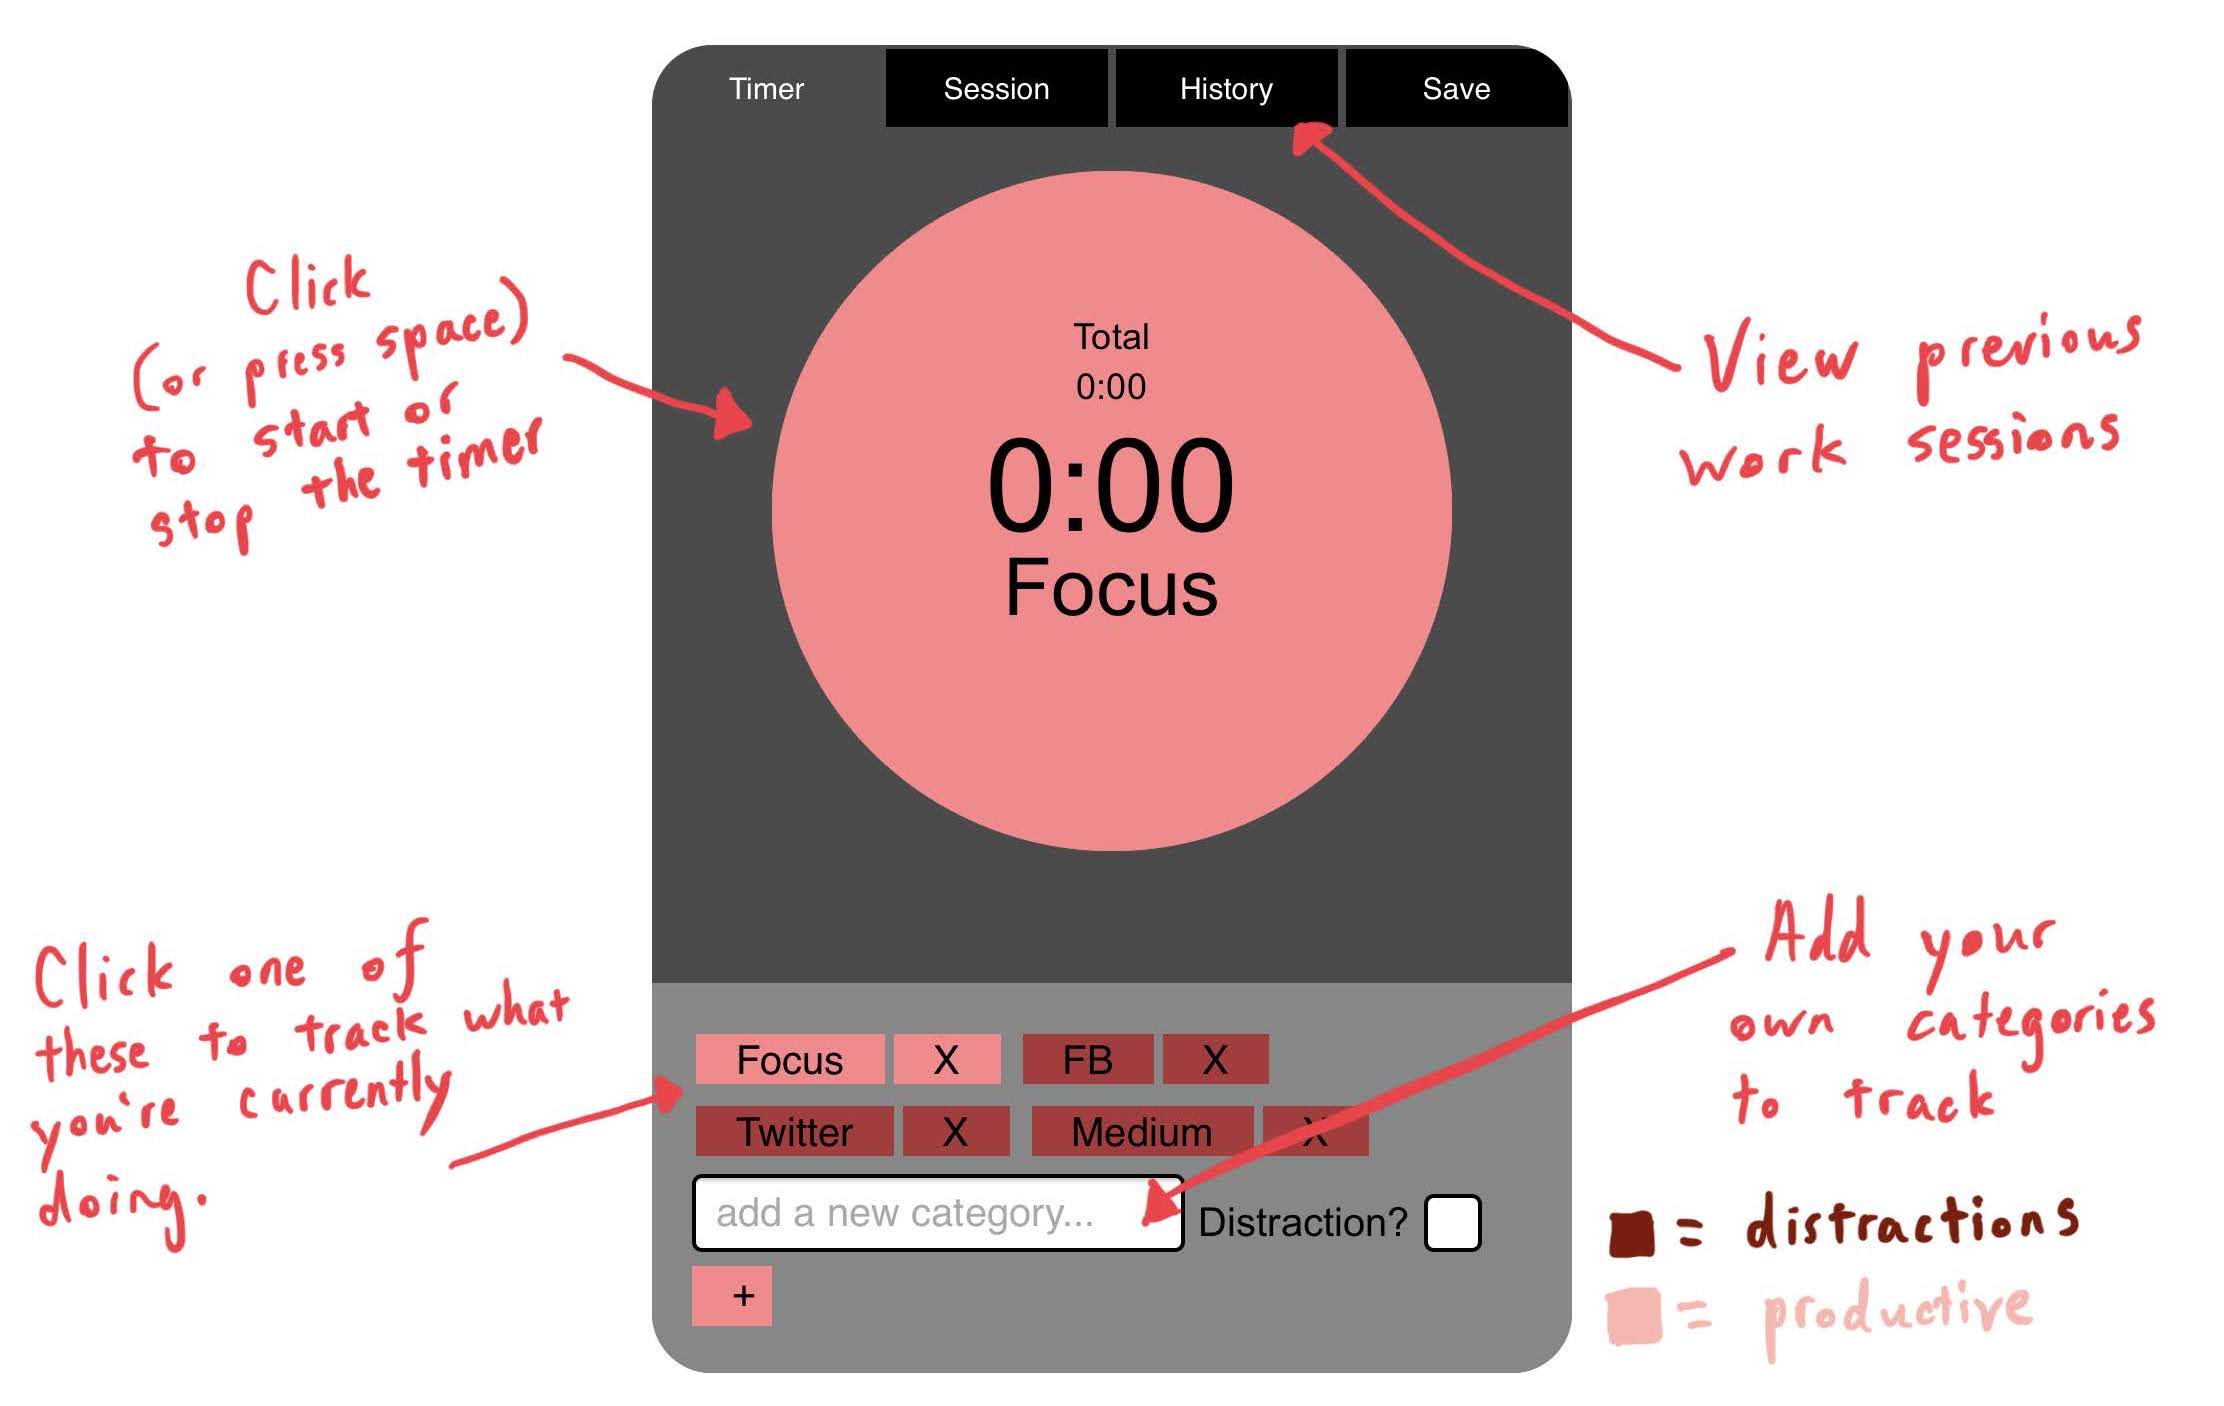 Timer
Session
History
Save
Click
(or press space)
to start or
stop the timer
Total
0:00
0:00
Focus
View previous
work sessions
Click one of
these to track what
you're currently
doing.
Focus X FB X
Twitter X Medium X
add a new category...
Distraction?
+
Add your
own categories
to track
= distractions
= productive